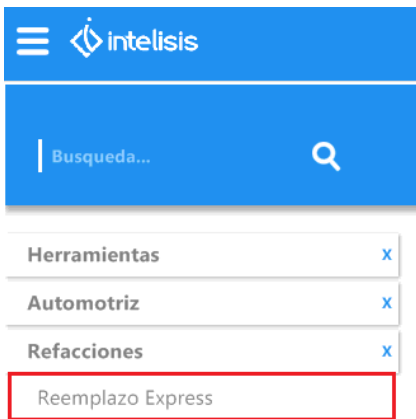 intelisis
Busqueda...
Herramientas x
Automotriz x
Refacciones x
Reemplazo Express